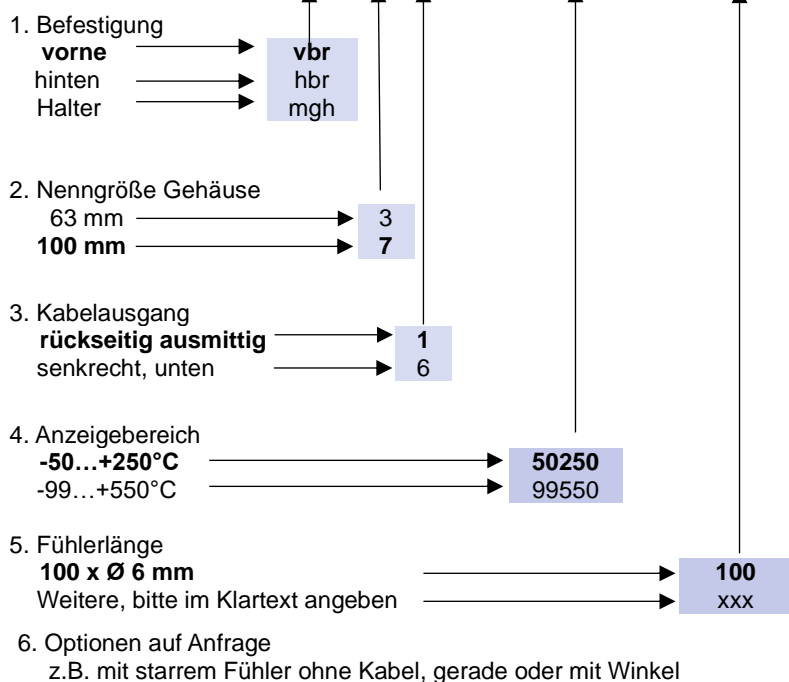 1. Befestigung
vorne vbr
hinten hbr
Halter mgh
2. Nenngröße Gehäuse
63 mm 3
100 mm 7
3. Kabelausgang
rückseitig ausmittig 1
senkrecht, unten 6
4. Anzeigebereich
-50…+250°C 50250
-99…+550°C 99550
5. Fühlerlänge
100 x Ø 6 mm 100
Weitere, bitte im Klartext angeben xxx
6. Optionen auf Anfrage
z.B. mit starrem Fühler ohne Kabel, gerade oder mit Winkel